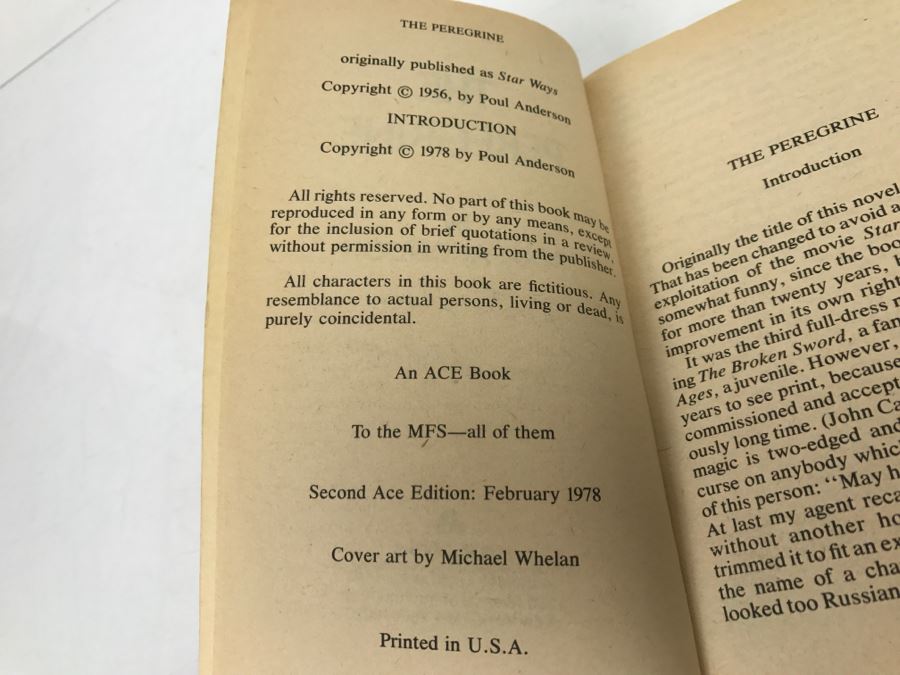 THE PEREGRINE
originally published as Star Ways
Copyright © 1956, by Poul Anderson
INTRODUCTION
Copyright © 1978 by Poul Anderson
All rights reserved. No part of this book may be
reproduced in any form or by any means, except
for the inclusion of brief quotations in a review,
without permission in writing from the publisher.
All characters in this book are fictitious. Any
resemblance to actual persons, living or dead, is
purely coincidental.
An ACE Book
To the MFS—all of them
Second Ace Edition: February 1978
Cover art by Michael Whelan
Printed in U.S.A.
THE PEREGRINE
Introduction
Originally the title of this novel
That has been changed to avoid a
exploitation of the movie Star
somewhat funny, since the boo
for more than twenty years,
improvement in its own right
It was the third full-dress
ing The Broken Sword, a fan
Ages, a juvenile. However,
years to see print, because
commissioned and accept
ously long time. (John Ca
magic is two-edged and
curse on anybody whic
of this person: “May h
At last my agent reca
without another ho
trimmed it to fit an ex
the name of a cha
looked too Russian